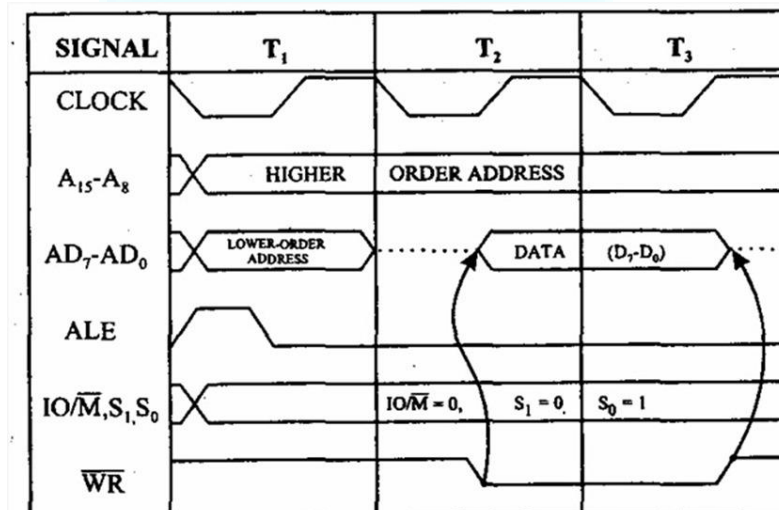 SIGNAL T₁ T₂ T₃
CLOCK
A₁₅-A₈ HIGHER ORDER ADDRESS
AD₇-AD₀ LOWER-ORDER ADDRESS DATA (D₇-D₀)
ALE
IO/M̅,S₁,S₀ IO/M̅ = 0, S₁ = 0, S₀ = 1
W̅R̅